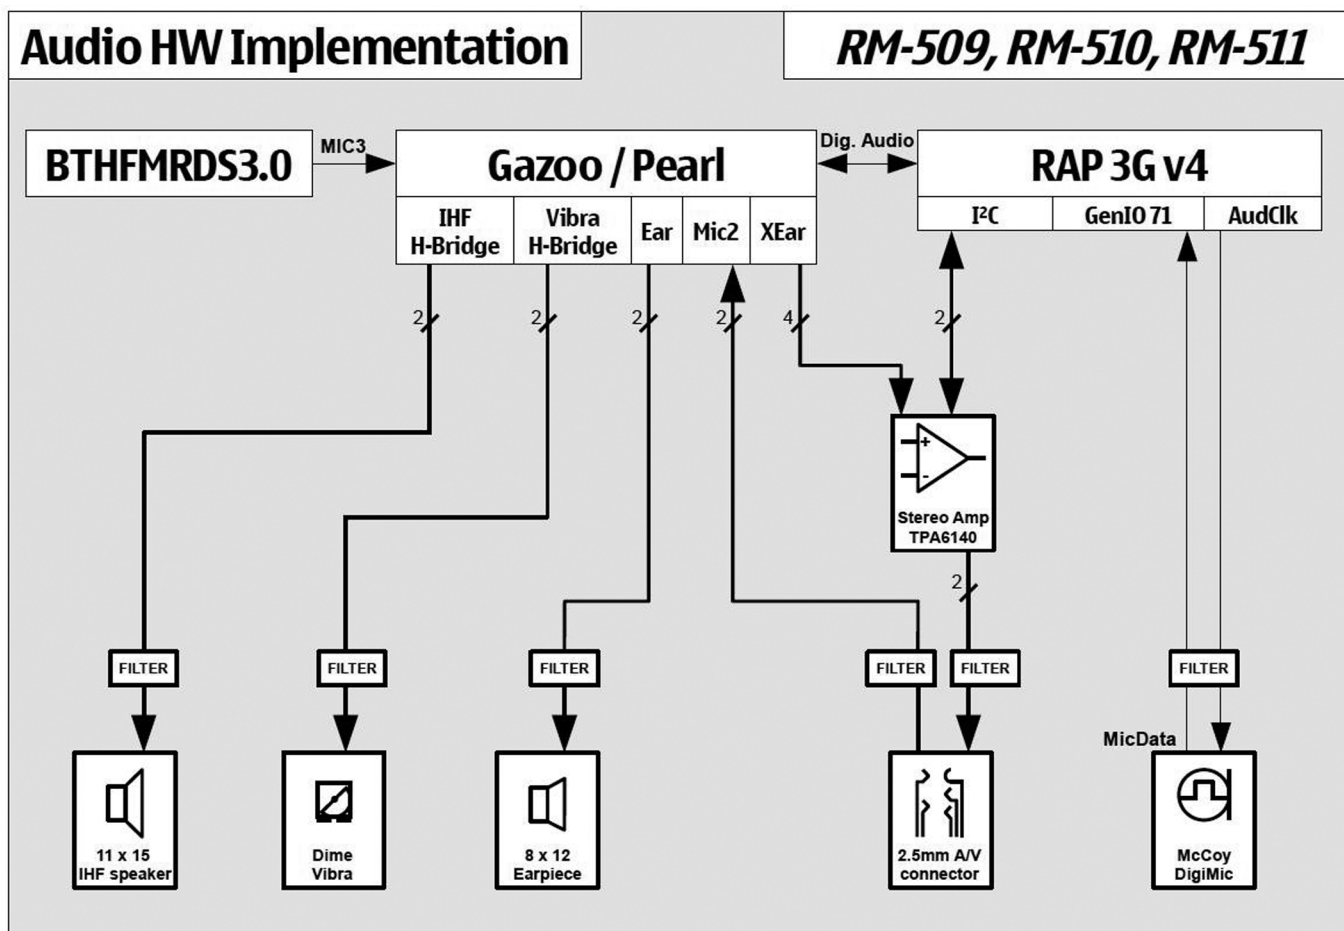 Audio HW Implementation
RM-509, RM-510, RM-511
BTHFMRDS3.0
MIC3
Gazoo / Pearl
Dig. Audio
RAP 3G v4
IHF
H-Bridge
Vibra
H-Bridge
Ear
Mic2
XEar
I²C
GenIO 71
AudClk
2
2
2
2
4
2
+
-
Stereo Amp
TPA6140
2
FILTER
FILTER
FILTER
FILTER
FILTER
FILTER
MicData
11 x 15
IHF speaker
Dime
Vibra
8 x 12
Earpiece
2.5mm A/V
connector
McCoy
DigiMic